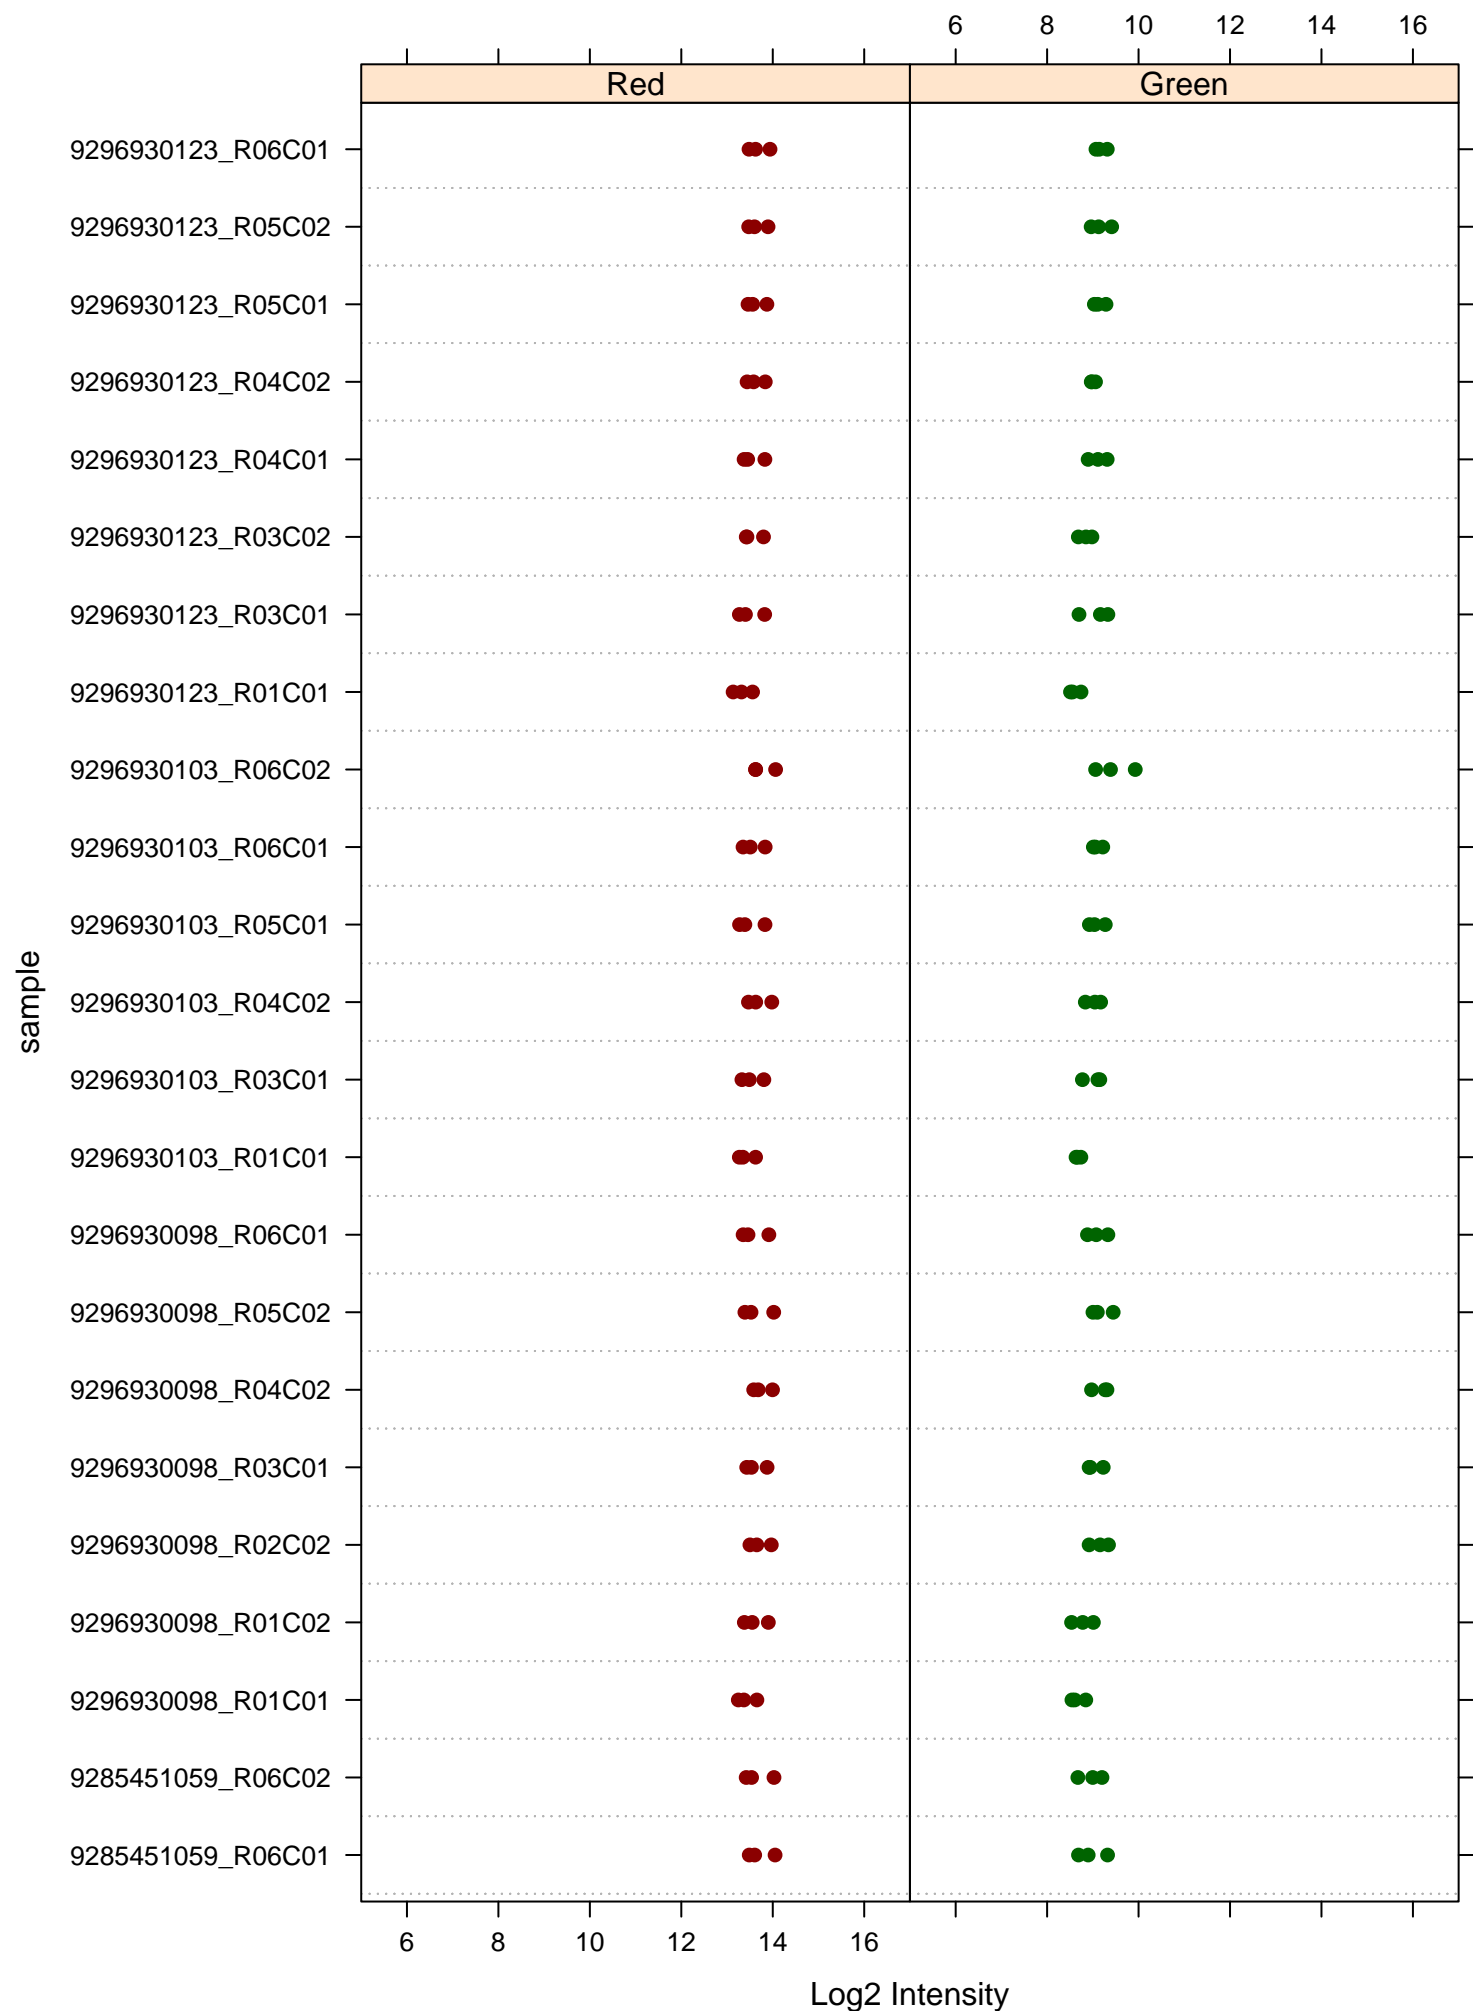 6 8 10 12 14 16
Red Green
9296930123_R06C01
9296930123_R05C02
9296930123_R05C01
9296930123_R04C02
9296930123_R04C01
9296930123_R03C02
9296930123_R03C01
9296930123_R01C01
9296930103_R06C02
9296930103_R06C01
9296930103_R05C01
9296930103_R04C02
9296930103_R03C01
9296930103_R01C01
9296930098_R06C01
9296930098_R05C02
9296930098_R04C02
9296930098_R03C01
9296930098_R02C02
9296930098_R01C02
9296930098_R01C01
9285451059_R06C02
9285451059_R06C01
sample
6 8 10 12 14 16
Log2 Intensity